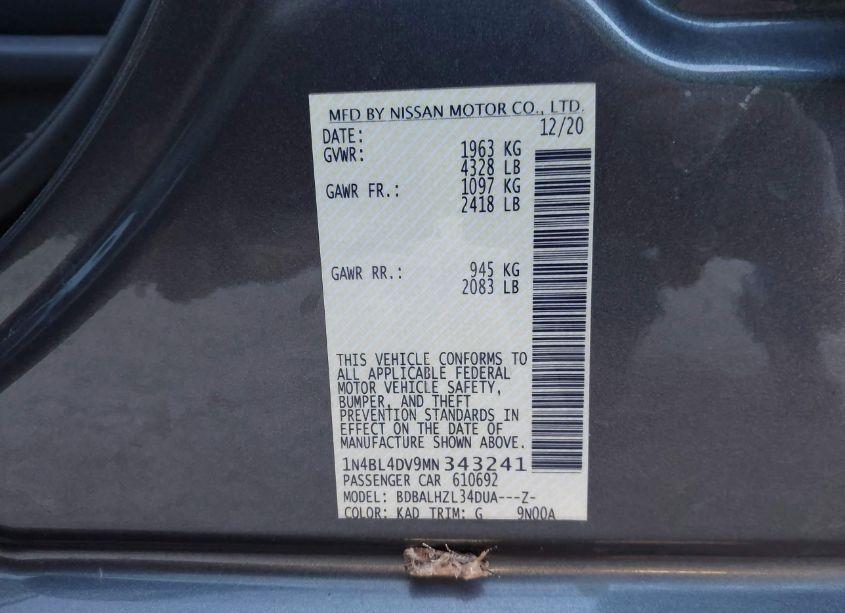 MFD BY NISSAN MOTOR CO., LTD.
DATE: 12/20
GVWR: 1963 KG
4328 LB
GAWR FR.: 1097 KG
2418 LB
GAWR RR.: 945 KG
2083 LB
THIS VEHICLE CONFORMS TO
ALL APPLICABLE FEDERAL
MOTOR VEHICLE SAFETY,
BUMPER, AND THEFT
PREVENTION STANDARDS IN
EFFECT ON THE DATE OF
MANUFACTURE SHOWN ABOVE.
1N4BL4DV9MN343241
PASSENGER CAR 610692
MODEL: BDBALHZL34DUA---Z-
COLOR: KAD TRIM: G 9N00A